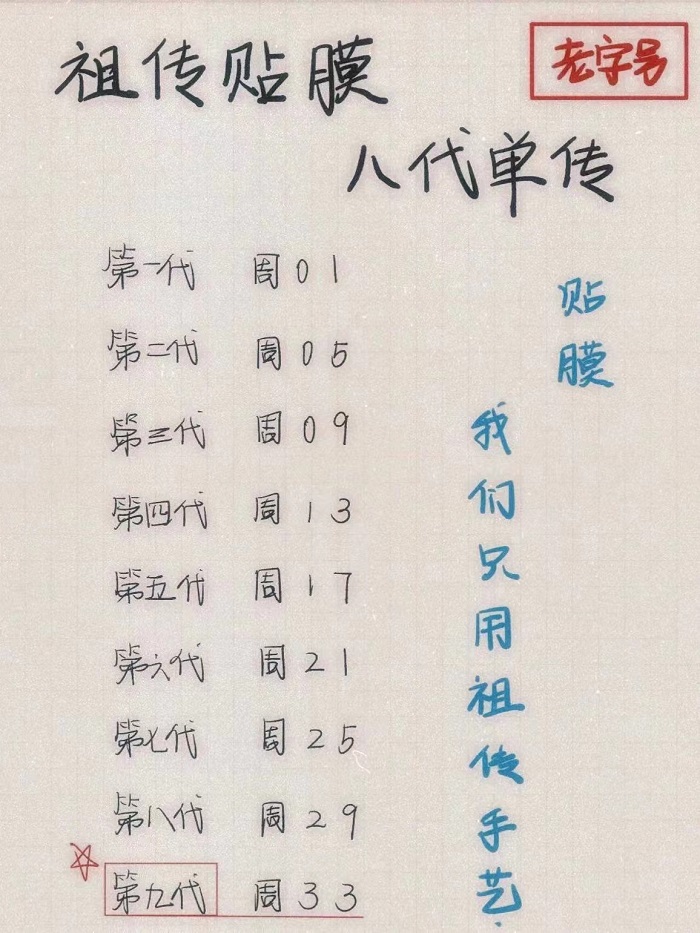 祖传贴膜
老字号
八代单传
第一代 周01
第二代 周05
第三代 周09
第四代 周13
第五代 周17
第六代 周21
第七代 周25
第八代 周29
第九代 周33
贴膜
我们只用祖传手艺.